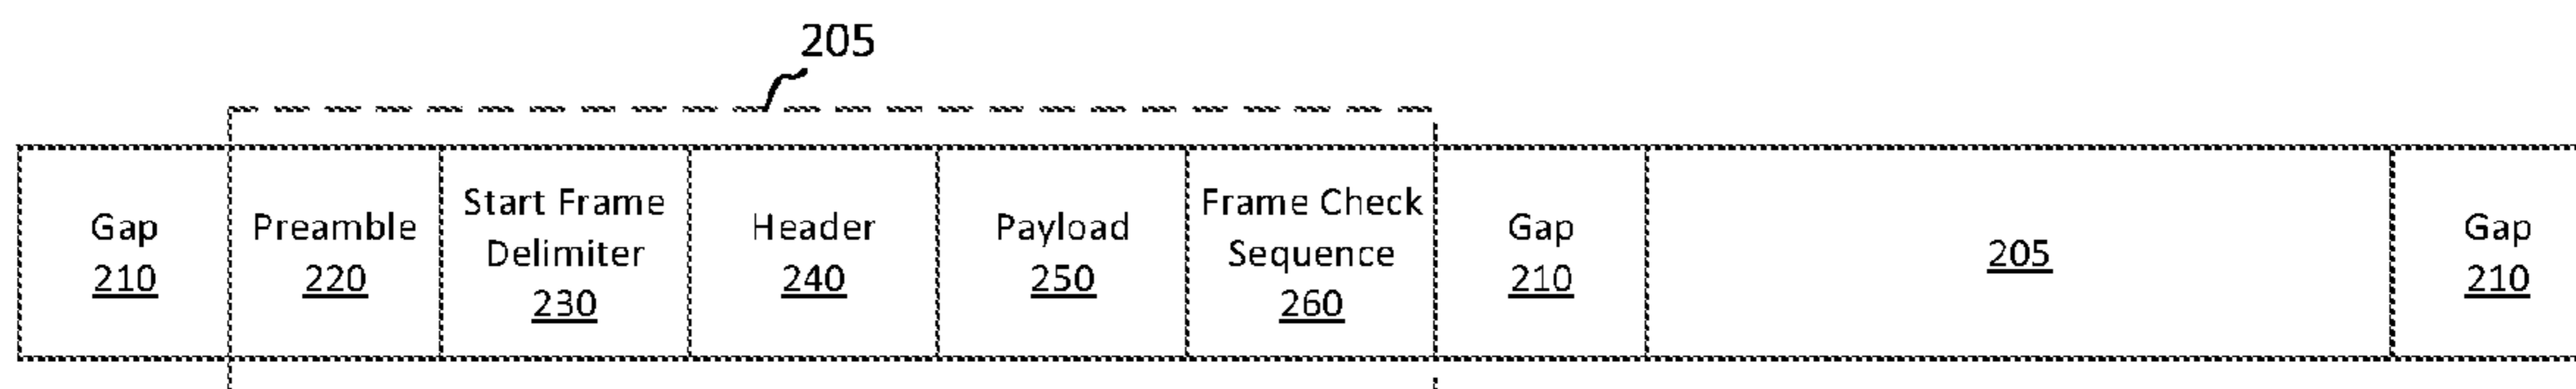 205
Gap
210
Preamble
220
Start Frame
Delimiter
230
Header
240
Payload
250
Frame Check
Sequence
260
Gap
210
205
Gap
210